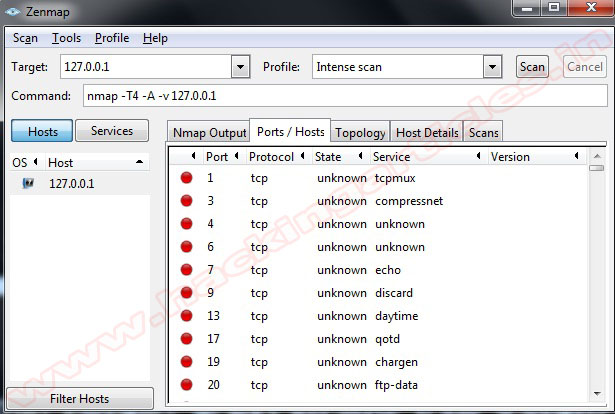 Zenmap
Scan Tools Profile Help
Target: 127.0.0.1 Profile: Intense scan Scan Cancel
Command: nmap -T4 -A -v 127.0.0.1
Hosts Services Nmap Output Ports / Hosts Topology Host Details Scans
OS Host Port Protocol State Service Version
127.0.0.1
1 tcp unknown tcpmux
3 tcp unknown compressnet
4 tcp unknown unknown
6 tcp unknown unknown
7 tcp unknown echo
9 tcp unknown discard
13 tcp unknown daytime
17 tcp unknown qotd
19 tcp unknown chargen
20 tcp unknown ftp-data
Filter Hosts
www.hackingarticles.in